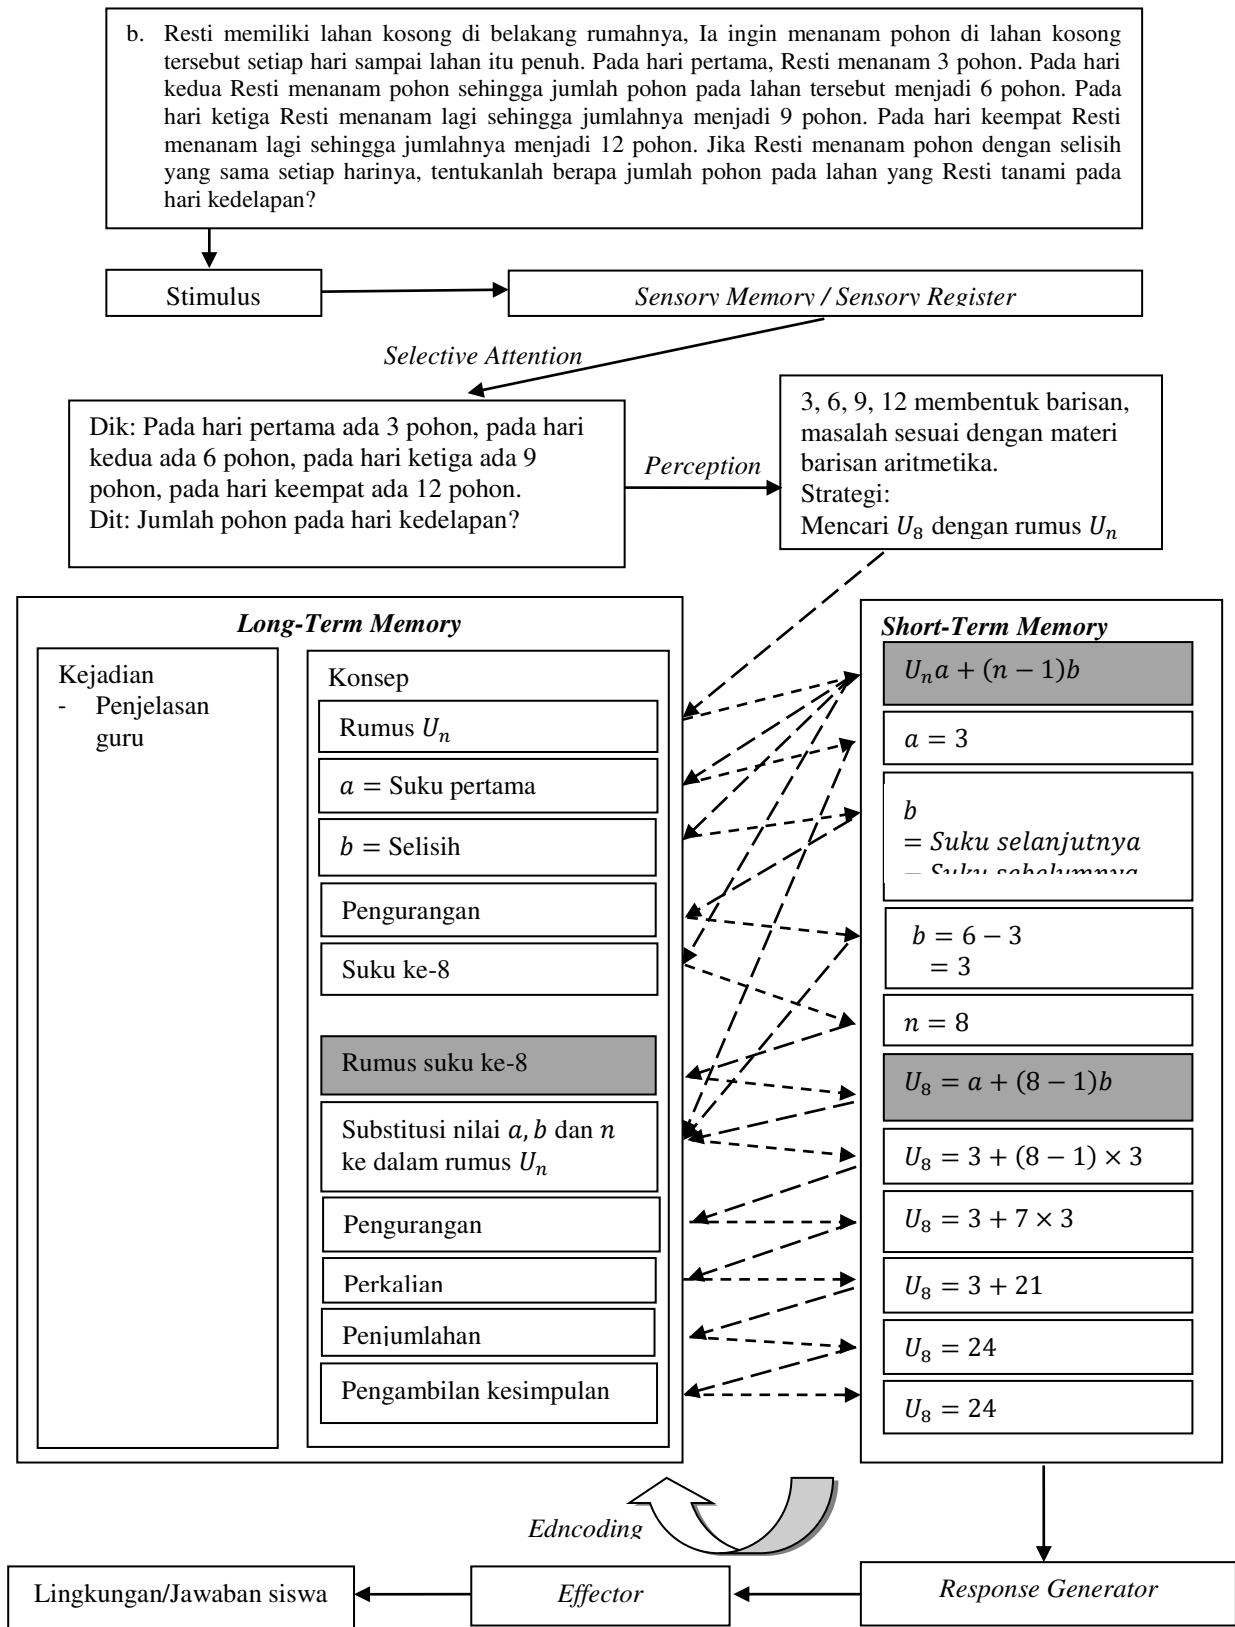 b. Resti memiliki lahan kosong di belakang rumahnya, Ia ingin menanam pohon di lahan kosong
tersebut setiap hari sampai lahan itu penuh. Pada hari pertama, Resti menanam 3 pohon. Pada hari
kedua Resti menanam pohon sehingga jumlah pohon pada lahan tersebut menjadi 6 pohon. Pada
hari ketiga Resti menanam lagi sehingga jumlahnya menjadi 9 pohon. Pada hari keempat Resti
menanam lagi sehingga jumlahnya menjadi 12 pohon. Jika Resti menanam pohon dengan selisih
yang sama setiap harinya, tentukanlah berapa jumlah pohon pada lahan yang Resti tanami pada
hari kedelapan?
Stimulus
Sensory Memory / Sensory Register
Selective Attention
Dik: Pada hari pertama ada 3 pohon, pada hari
kedua ada 6 pohon, pada hari ketiga ada 9
pohon, pada hari keempat ada 12 pohon.
Dit: Jumlah pohon pada hari kedelapan?
Perception
3, 6, 9, 12 membentuk barisan,
masalah sesuai dengan materi
barisan aritmetika.
Strategi:
Mencari U₈ dengan rumus Uₙ
Long-Term Memory
Kejadian
- Penjelasan
guru
Konsep
Rumus Uₙ
a = Suku pertama
b = Selisih
Pengurangan
Suku ke-8
Rumus suku ke-8
Substitusi nilai a, b dan n
ke dalam rumus Uₙ
Pengurangan
Perkalian
Penjumlahan
Pengambilan kesimpulan
Short-Term Memory
Uₙa + (n − 1)b
a = 3
b
= Suku selanjutnya
− Suku sebelumnya
b = 6 − 3
= 3
n = 8
U₈ = a + (8 − 1)b
U₈ = 3 + (8 − 1) × 3
U₈ = 3 + 7 × 3
U₈ = 3 + 21
U₈ = 24
U₈ = 24
Edncoding
Lingkungan/Jawaban siswa
Effector
Response Generator